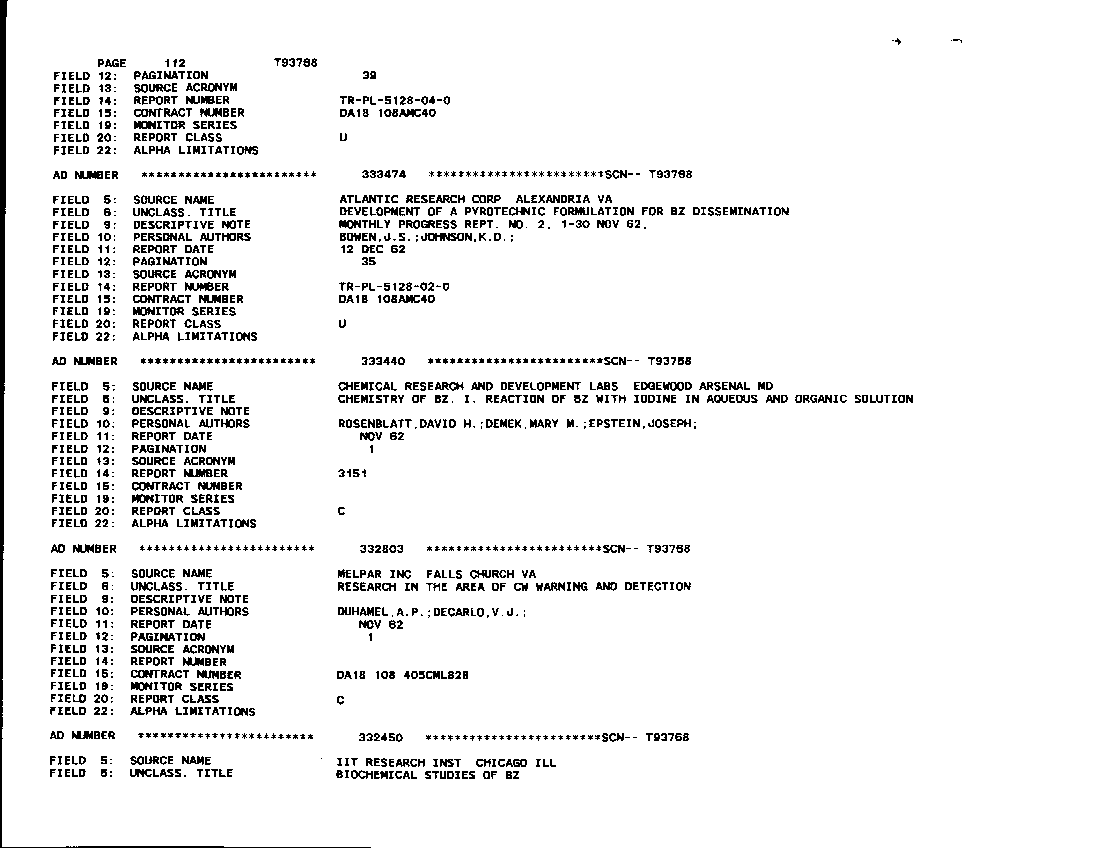 PAGE 112 T93788
FIELD 12: PAGINATION 39
FIELD 13: SOURCE ACRONYM
FIELD 14: REPORT NUMBER TR-PL-5128-04-0
FIELD 15: CONTRACT NUMBER DA18 108AMC40
FIELD 19: MONITOR SERIES
FIELD 20: REPORT CLASS U
FIELD 22: ALPHA LIMITATIONS
AD NUMBER ************************ 333474 ************************SCN-- T93768
FIELD 5: SOURCE NAME ATLANTIC RESEARCH CORP ALEXANDRIA VA
FIELD 6: UNCLASS. TITLE DEVELOPMENT OF A PYROTECHNIC FORMULATION FOR BZ DISSEMINATION
FIELD 9: DESCRIPTIVE NOTE MONTHLY PROGRESS REPT. NO. 2, 1-30 NOV 62,
FIELD 10: PERSONAL AUTHORS BOWEN,J.S.;JOHNSON,K.D.;
FIELD 11: REPORT DATE 12 DEC 62
FIELD 12: PAGINATION 35
FIELD 13: SOURCE ACRONYM
FIELD 14: REPORT NUMBER TR-PL-5128-02-0
FIELD 15: CONTRACT NUMBER DA18 108AMC40
FIELD 19: MONITOR SERIES
FIELD 20: REPORT CLASS U
FIELD 22: ALPHA LIMITATIONS
AD NUMBER ************************ 333440 ************************SCN-- T93768
FIELD 5: SOURCE NAME CHEMICAL RESEARCH AND DEVELOPMENT LABS EDGEWOOD ARSENAL MD
FIELD 6: UNCLASS. TITLE CHEMISTRY OF BZ. I. REACTION OF BZ WITH IODINE IN AQUEOUS AND ORGANIC SOLUTION
FIELD 9: DESCRIPTIVE NOTE
FIELD 10: PERSONAL AUTHORS ROSENBLATT,DAVID H.;DEMEK,MARY M.;EPSTEIN,JOSEPH;
FIELD 11: REPORT DATE NOV 62
FIELD 12: PAGINATION 1
FIELD 13: SOURCE ACRONYM
FIELD 14: REPORT NUMBER 3151
FIELD 15: CONTRACT NUMBER
FIELD 19: MONITOR SERIES
FIELD 20: REPORT CLASS C
FIELD 22: ALPHA LIMITATIONS
AD NUMBER ************************ 332803 ************************SCN-- T93768
FIELD 5: SOURCE NAME MELPAR INC FALLS CHURCH VA
FIELD 6: UNCLASS. TITLE RESEARCH IN THE AREA OF CW WARNING AND DETECTION
FIELD 9: DESCRIPTIVE NOTE
FIELD 10: PERSONAL AUTHORS DUHAMEL,A.P.;DECARLO,V.J.;
FIELD 11: REPORT DATE NOV 62
FIELD 12: PAGINATION 1
FIELD 13: SOURCE ACRONYM
FIELD 14: REPORT NUMBER
FIELD 15: CONTRACT NUMBER DA18 108 405CML828
FIELD 19: MONITOR SERIES
FIELD 20: REPORT CLASS C
FIELD 22: ALPHA LIMITATIONS
AD NUMBER ************************ 332450 ************************SCN-- T93768
FIELD 5: SOURCE NAME IIT RESEARCH INST CHICAGO ILL
FIELD 6: UNCLASS. TITLE BIOCHEMICAL STUDIES OF BZ